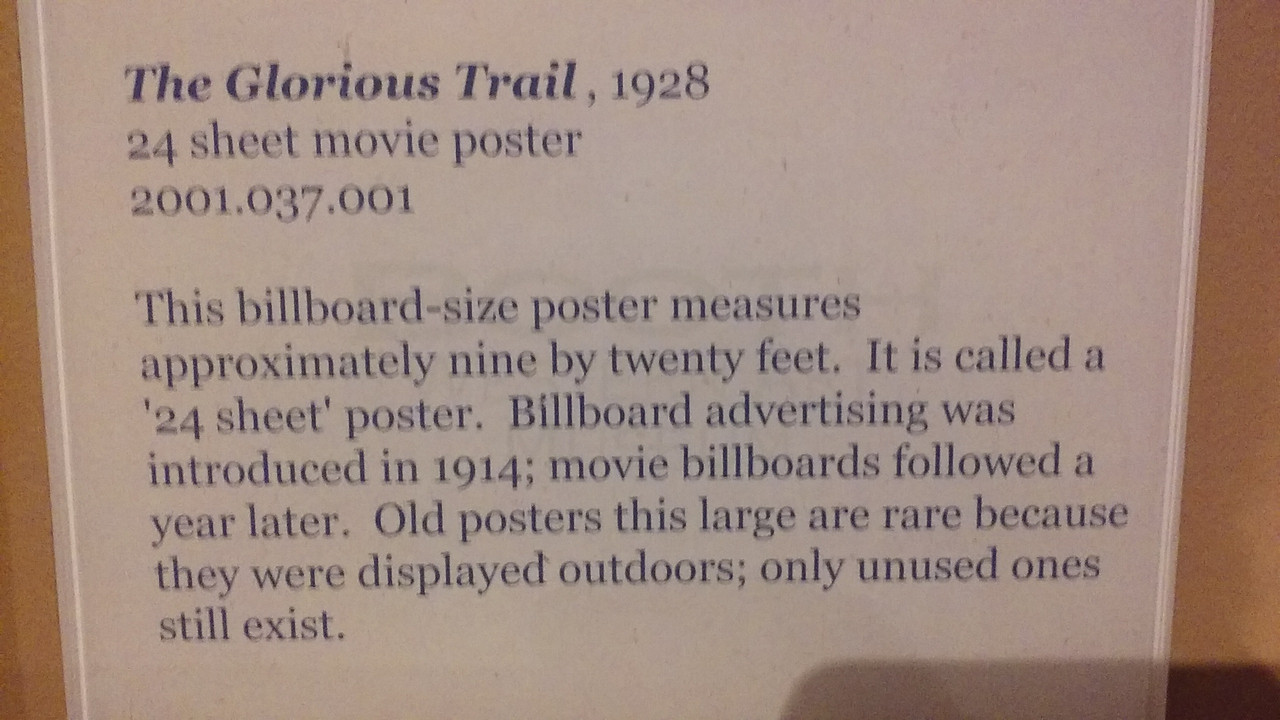 The Glorious Trail, 1928
24 sheet movie poster
2001.037.001
This billboard-size poster measures
approximately nine by twenty feet.  It is called a
'24 sheet' poster.  Billboard advertising was
introduced in 1914; movie billboards followed a
year later.  Old posters this large are rare because
they were displayed outdoors; only unused ones
still exist.